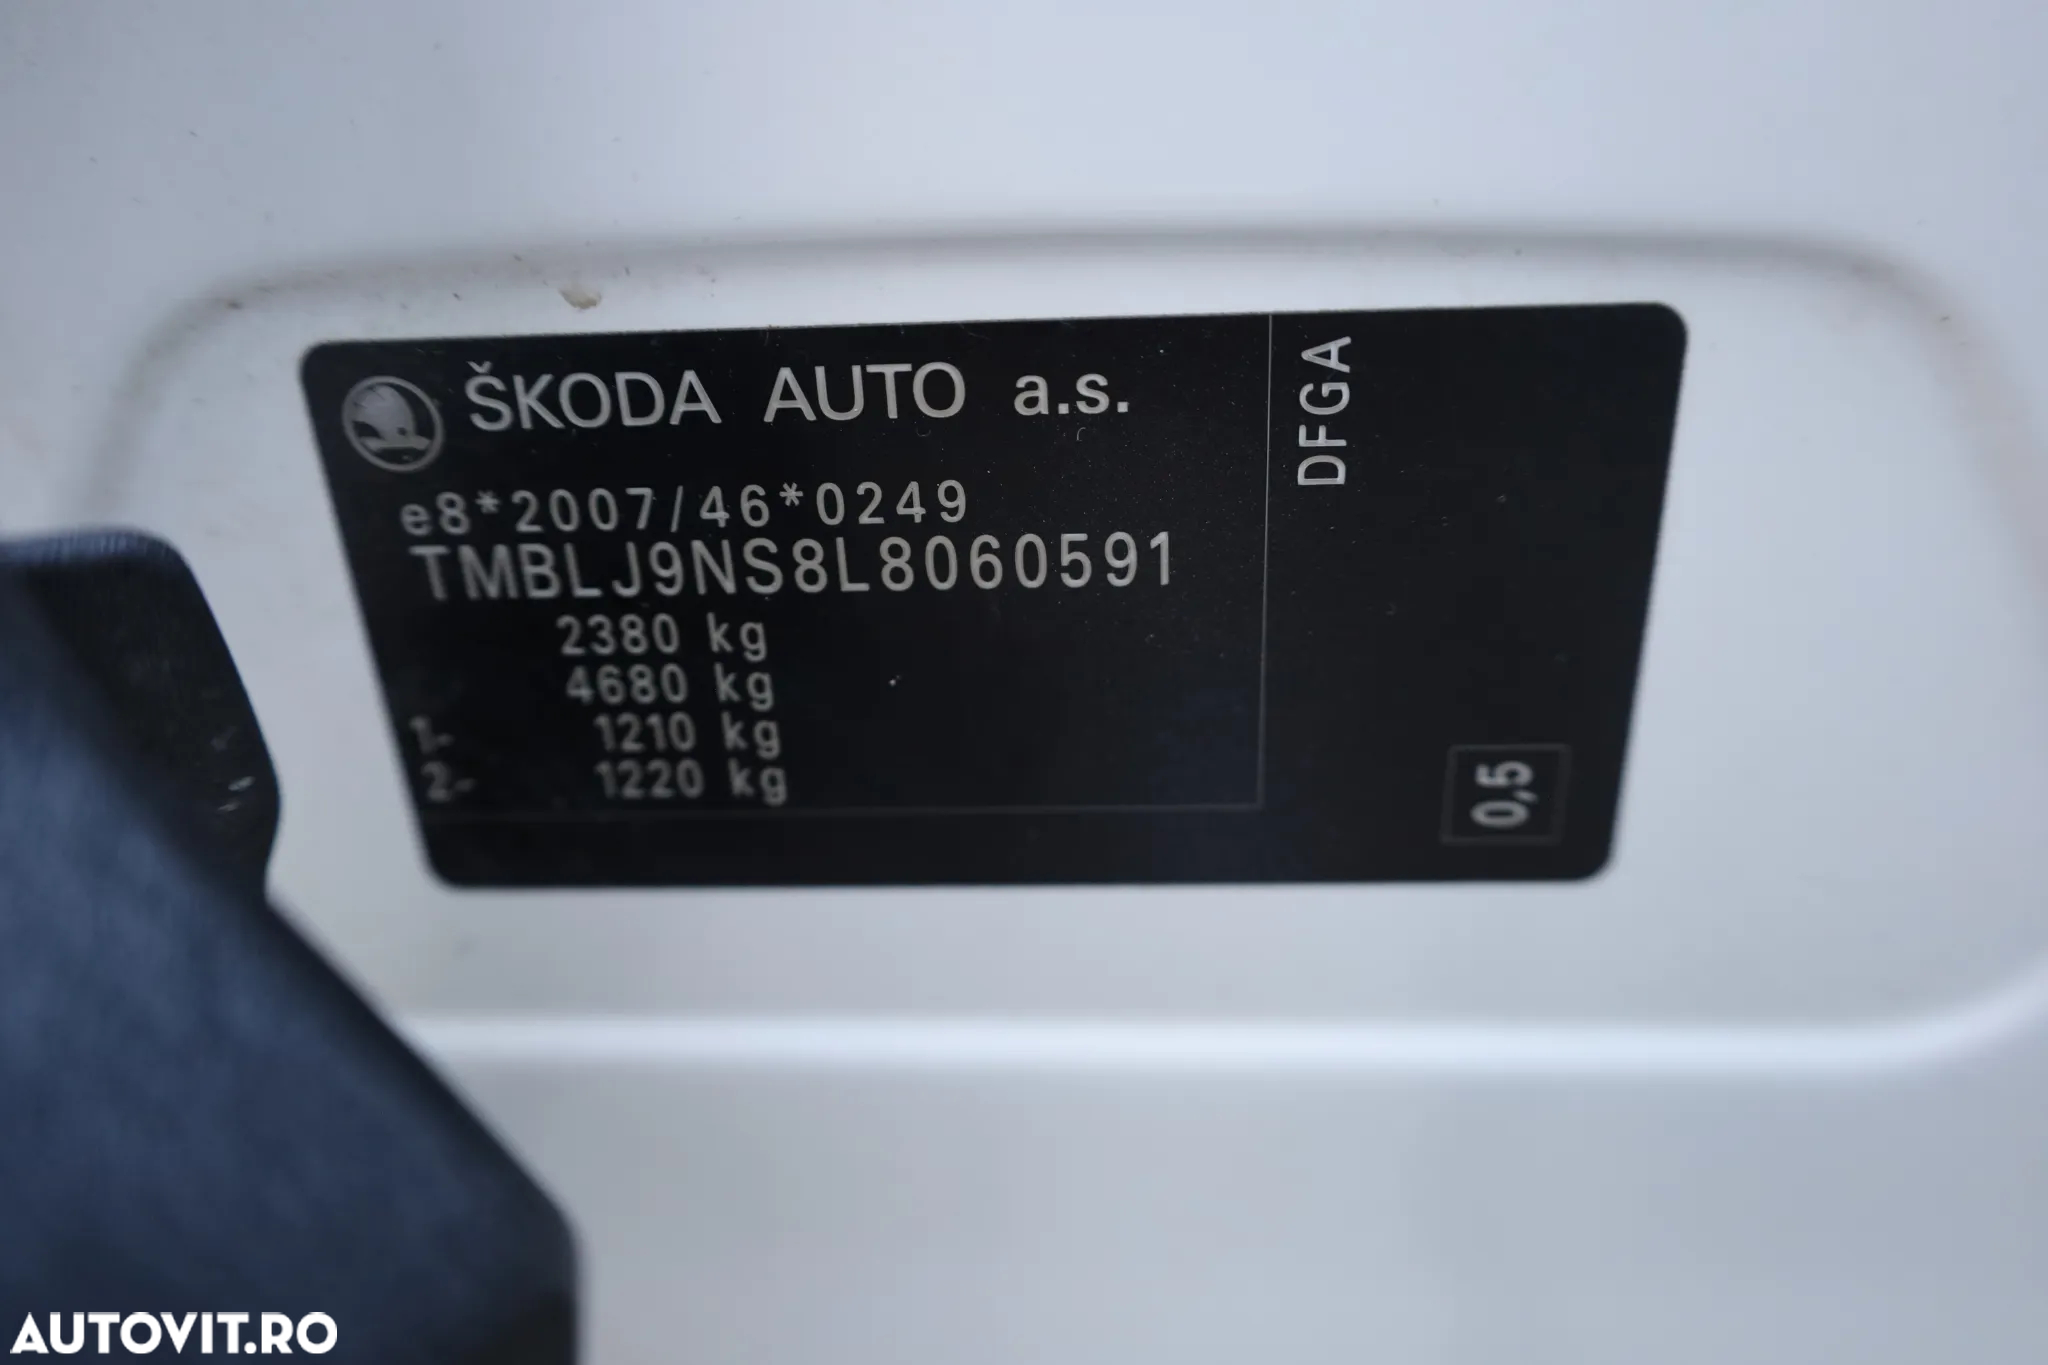 ŠKODA AUTO a.s.
e8*2007/46*0249
TMBLJ9NS8L8060591
2380 kg
4680 kg
1- 1210 kg
2- 1220 kg
DFGA
0,5
AUTOVIT.RO